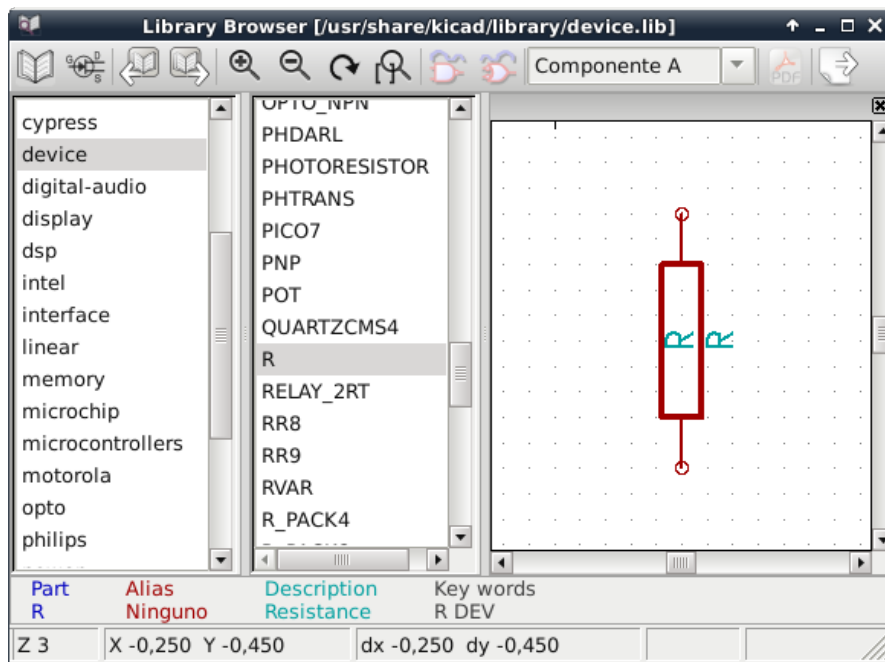 Library Browser [/usr/share/kicad/library/device.lib]
Componente A
PDF
cypress
device
digital-audio
display
dsp
intel
interface
linear
memory
microchip
microcontrollers
motorola
opto
philips
OPTO_NPN
PHDARL
PHOTORESISTOR
PHTRANS
PICO7
PNP
POT
QUARTZCMS4
R
RELAY_2RT
RR8
RR9
RVAR
R_PACK4
R R
Part Alias Description Key words
R Ninguno Resistance R DEV
Z 3 X -0,250 Y -0,450 dx -0,250 dy -0,450